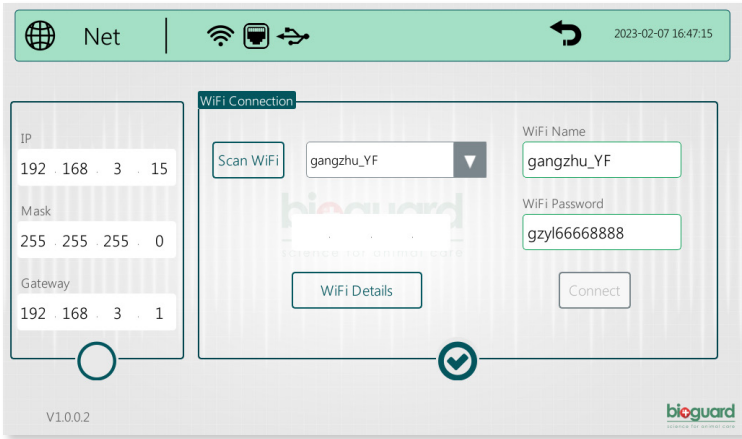 Net
2023-02-07 16:47:15
WiFi Connection
IP
192 . 168 . 3 . 15
Mask
255 . 255 . 255 . 0
Gateway
192 . 168 . 3 . 1
Scan WiFi
gangzhu_YF
WiFi Details
WiFi Name
gangzhu_YF
WiFi Password
gzyl66668888
Connect
bioguard
science for animal care
V1.0.0.2
bioguard
science for animal care